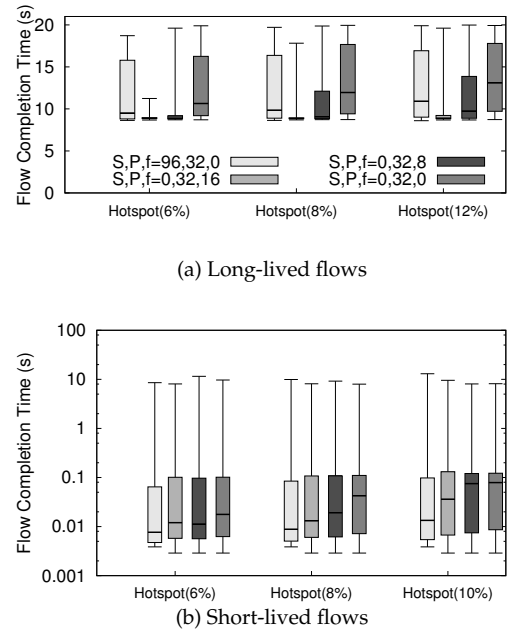 20
15
10
5
0
Flow Completion Time (s)
S,P,f=96,32,0
S,P,f=0,32,8
S,P,f=0,32,16
S,P,f=0,32,0
Hotspot(6%)
Hotspot(8%)
Hotspot(12%)
(a) Long-lived flows
100
10
1
0.1
0.01
0.001
Flow Completion Time (s)
Hotspot(6%)
Hotspot(8%)
Hotspot(10%)
(b) Short-lived flows